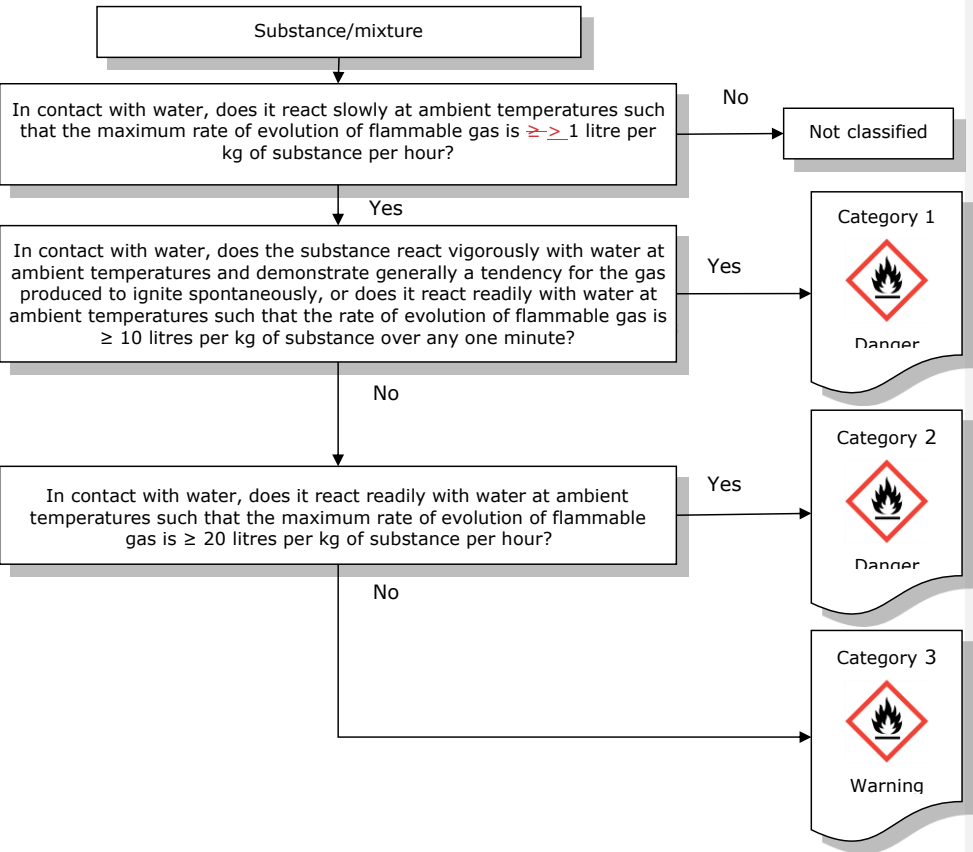 Substance/mixture
In contact with water, does it react slowly at ambient temperatures such
that the maximum rate of evolution of flammable gas is ≥ > 1 litre per
kg of substance per hour?
No
Not classified
Yes
In contact with water, does the substance react vigorously with water at
ambient temperatures and demonstrate generally a tendency for the gas
produced to ignite spontaneously, or does it react readily with water at
ambient temperatures such that the rate of evolution of flammable gas is
≥ 10 litres per kg of substance over any one minute?
Yes
Category 1
Danger
No
In contact with water, does it react readily with water at ambient
temperatures such that the maximum rate of evolution of flammable
gas is ≥ 20 litres per kg of substance per hour?
Yes
Category 2
Danger
No
Category 3
Warning